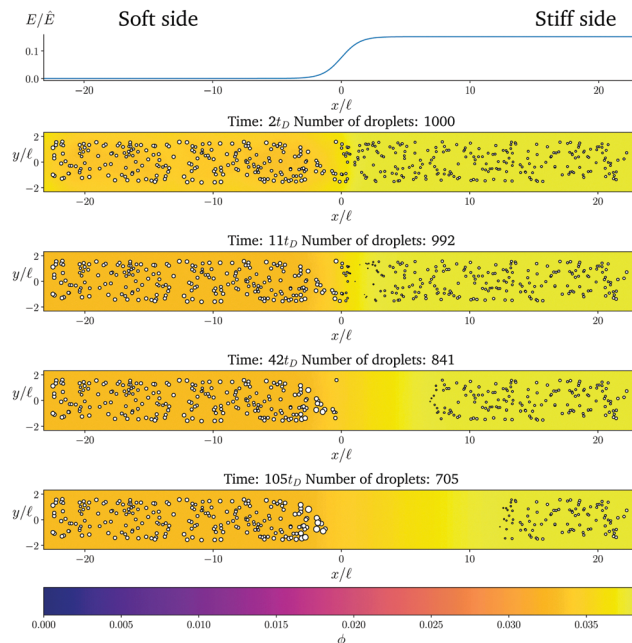 E/Ê Soft side Stiff side
0.1
0.0
−20 −10 0 10 20
x/ℓ
Time: 2t_D Number of droplets: 1000
2
y/ℓ 0
−2
−20 −10 0 10 20
x/ℓ
Time: 11t_D Number of droplets: 992
2
y/ℓ 0
−2
−20 −10 0 10 20
x/ℓ
Time: 42t_D Number of droplets: 841
2
y/ℓ 0
−2
−20 −10 0 10 20
x/ℓ
Time: 105t_D Number of droplets: 705
2
y/ℓ 0
−2
−20 −10 0 10 20
x/ℓ
0.000 0.005 0.010 0.015 0.020 0.025 0.030 0.035
ϕ